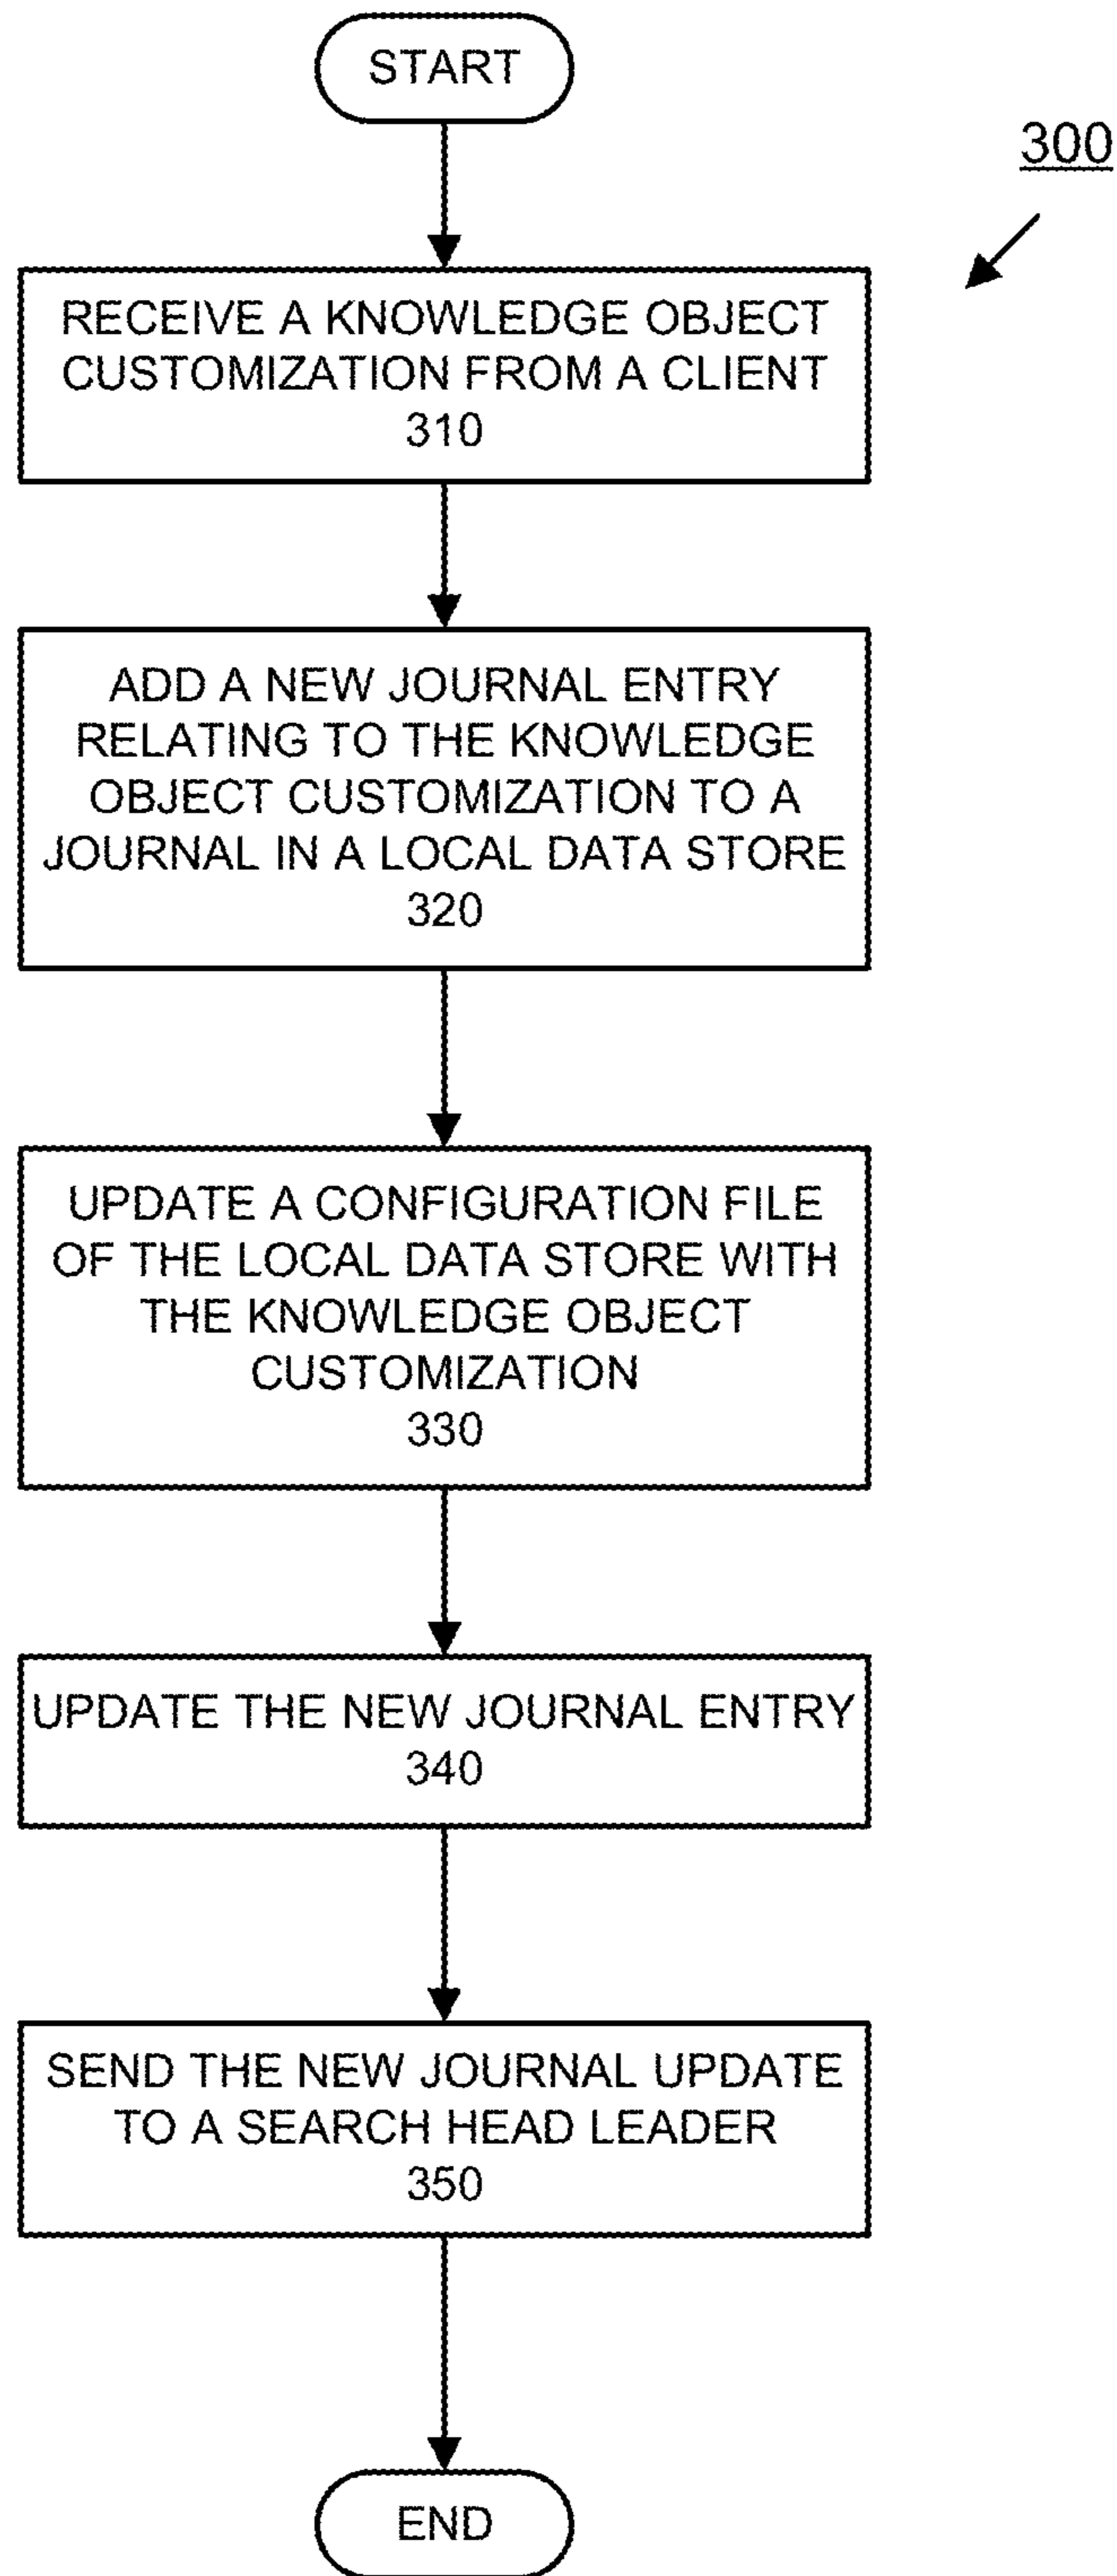 START
300
RECEIVE A KNOWLEDGE OBJECT
CUSTOMIZATION FROM A CLIENT
310
ADD A NEW JOURNAL ENTRY
RELATING TO THE KNOWLEDGE
OBJECT CUSTOMIZATION TO A
JOURNAL IN A LOCAL DATA STORE
320
UPDATE A CONFIGURATION FILE
OF THE LOCAL DATA STORE WITH
THE KNOWLEDGE OBJECT
CUSTOMIZATION
330
UPDATE THE NEW JOURNAL ENTRY
340
SEND THE NEW JOURNAL UPDATE
TO A SEARCH HEAD LEADER
350
END